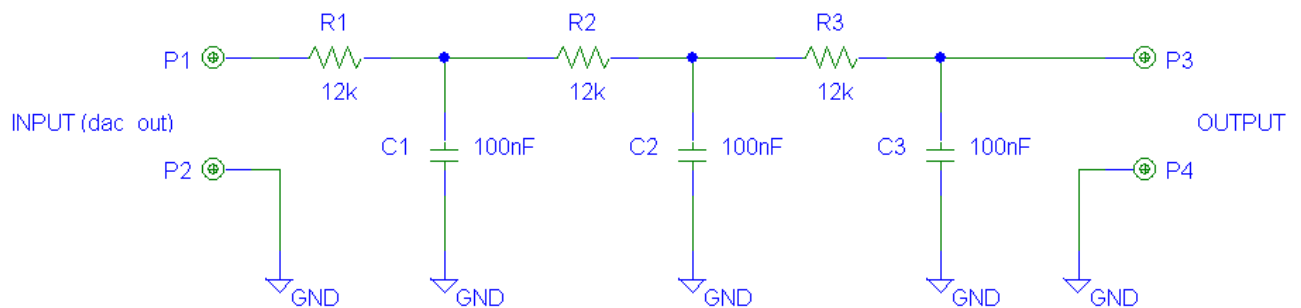 R1 R2 R3
P1 P3
12k 12k 12k
INPUT (dac out) OUTPUT
C1 100nF C2 100nF C3 100nF
P2 P4
GND GND GND GND GND